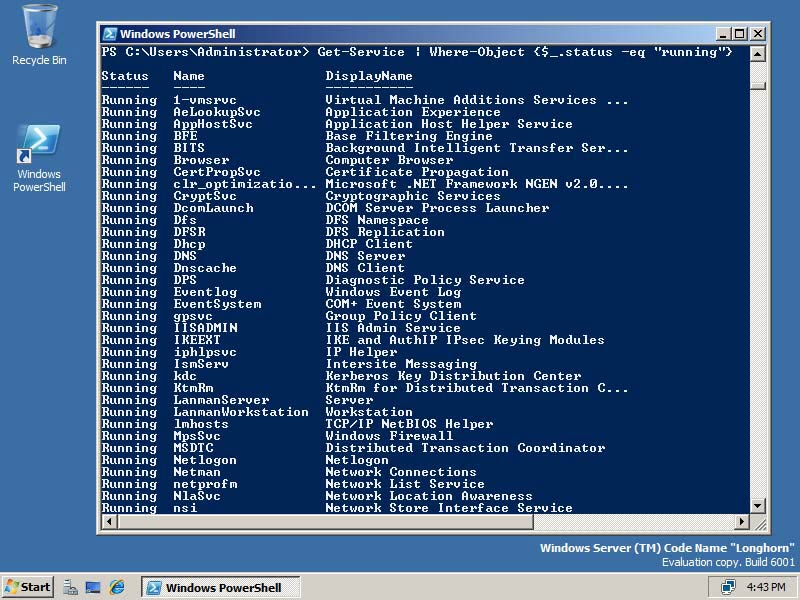 Recycle Bin
Windows PowerShell
Windows PowerShell
PS C:\Users\Administrator> Get-Service | Where-Object {$_.status -eq "running"}
Status Name DisplayName
------ ---- -----------
Running 1-vmsrvc Virtual Machine Additions Services ...
Running AeLookupSvc Application Experience
Running AppHostSvc Application Host Helper Service
Running BFE Base Filtering Engine
Running BITS Background Intelligent Transfer Ser...
Running Browser Computer Browser
Running CertPropSvc Certificate Propagation
Running clr_optimizatio... Microsoft .NET Framework NGEN v2.0....
Running CryptSvc Cryptographic Services
Running DcomLaunch DCOM Server Process Launcher
Running Dfs DFS Namespace
Running DFSR DFS Replication
Running Dhcp DHCP Client
Running DNS DNS Server
Running Dnscache DNS Client
Running DPS Diagnostic Policy Service
Running Eventlog Windows Event Log
Running EventSystem COM+ Event System
Running gpsvc Group Policy Client
Running IISADMIN IIS Admin Service
Running IKEEXT IKE and AuthIP IPsec Keying Modules
Running iphlpsvc IP Helper
Running IsmServ Intersite Messaging
Running kdc Kerberos Key Distribution Center
Running KtmRm KtmRm for Distributed Transaction C...
Running LanmanServer Server
Running LanmanWorkstation Workstation
Running lmhosts TCP/IP NetBIOS Helper
Running MpsSvc Windows Firewall
Running MSDTC Distributed Transaction Coordinator
Running Netlogon Netlogon
Running Netman Network Connections
Running netprofm Network List Service
Running NlaSvc Network Location Awareness
Running nsi Network Store Interface Service
Windows Server (TM) Code Name "Longhorn"
Evaluation copy. Build 6001
Start
Windows PowerShell
4:43 PM